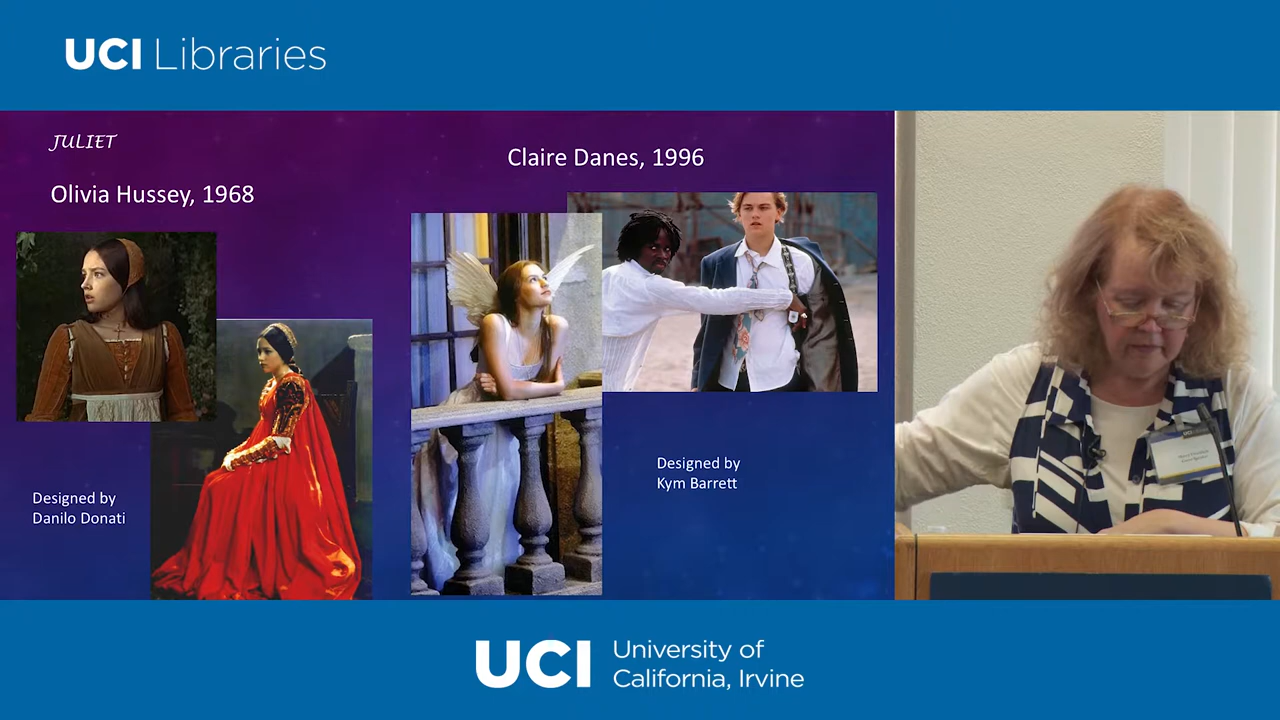 UCI Libraries
JULIET
Olivia Hussey, 1968
Claire Danes, 1996
Designed by
Danilo Donati
Designed by
Kym Barrett
UCI
UCI University of
California, Irvine